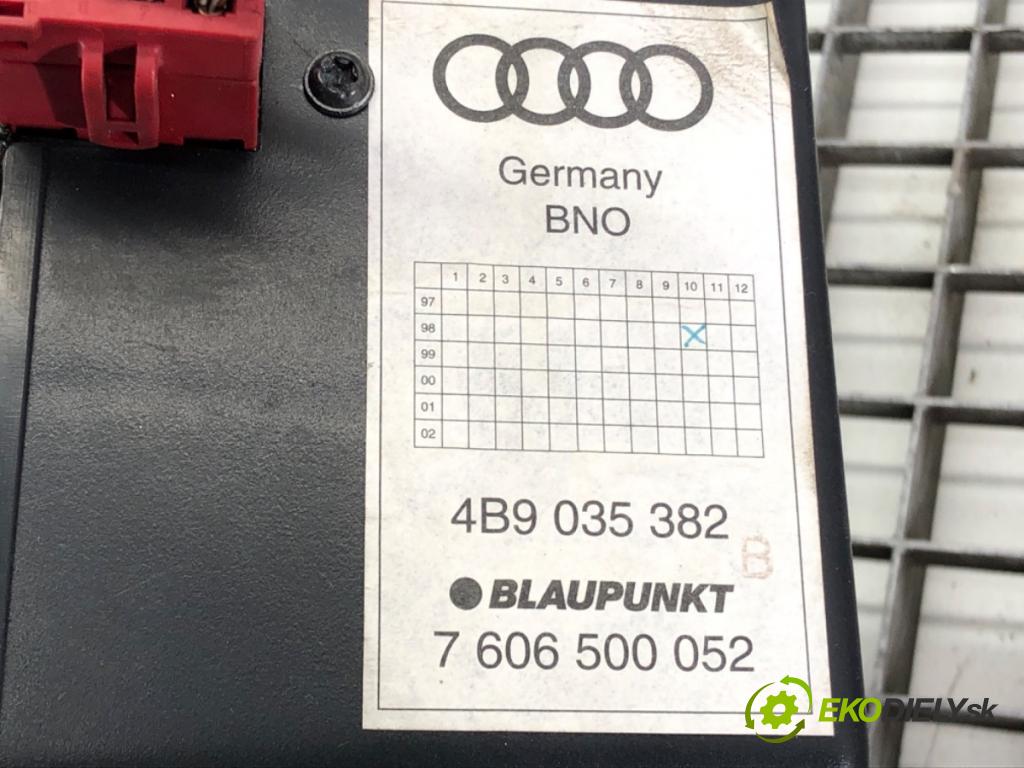 Germany
BNO
1 2 3 4 5 6 7 8 9 10 11 12
97
98 X
99
00
01
02
4B9 035 382
B
BLAUPUNKT
7 606 500 052
EKODIELY.sk